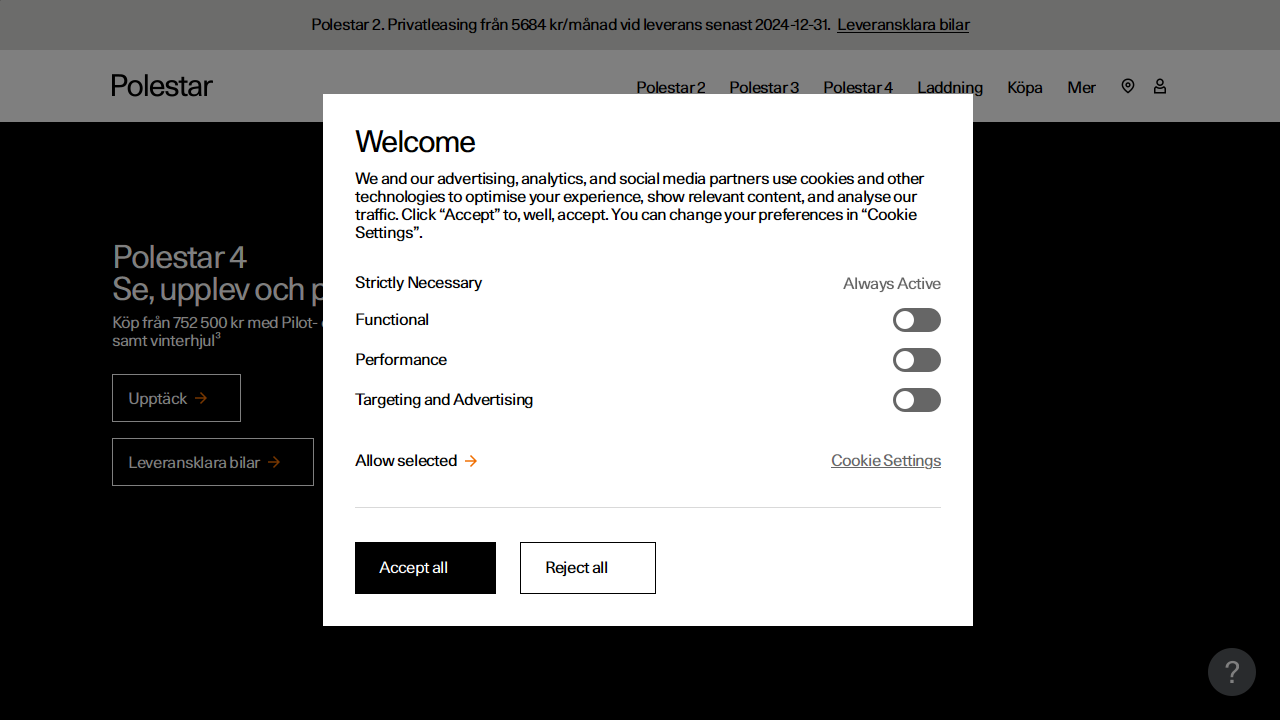 Polestar 2. Privatleasing från 5684 kr/månad vid leverans senast 2024-12-31. Leveransklara bilar
Polestar
Polestar 2 Polestar 3 Polestar 4 Laddning Köpa Mer
Welcome
We and our advertising, analytics, and social media partners use cookies and other
technologies to optimise your experience, show relevant content, and analyse our
traffic. Click “Accept” to, well, accept. You can change your preferences in “Cookie
Settings”.
Strictly Necessary Always Active
Functional
Performance
Targeting and Advertising
Allow selected Cookie Settings
Accept all Reject all
Polestar 4
Se, upplev och
Köp från 752 500 kr med Pilot-
samt vinterhjul³
Upptäck
Leveransklara bilar
?